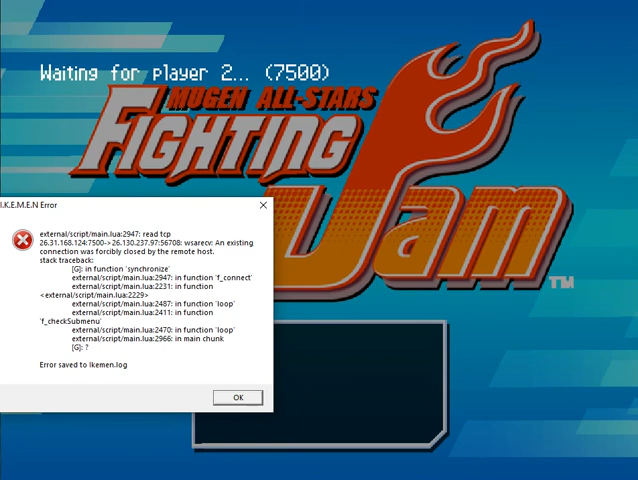 Waiting for player 2... (7500)
MUGEN ALL-STARS
FIGHTING
Jam
TM
I.K.E.M.E.N Error
external/script/main.lua:2947: read tcp
26.31.168.124:7500->26.130.237.97:56708: wsarecv: An existing
connection was forcibly closed by the remote host.
stack traceback:
[G]: in function 'synchronize'
external/script/main.lua:2947: in function 'f_connect'
external/script/main.lua:2231: in function
<external/script/main.lua:2229>
external/script/main.lua:2487: in function 'loop'
external/script/main.lua:2411: in function
'f_checkSubmenu'
external/script/main.lua:2470: in function 'loop'
external/script/main.lua:2966: in main chunk
[G]: ?
Error saved to Ikemen.log
OK